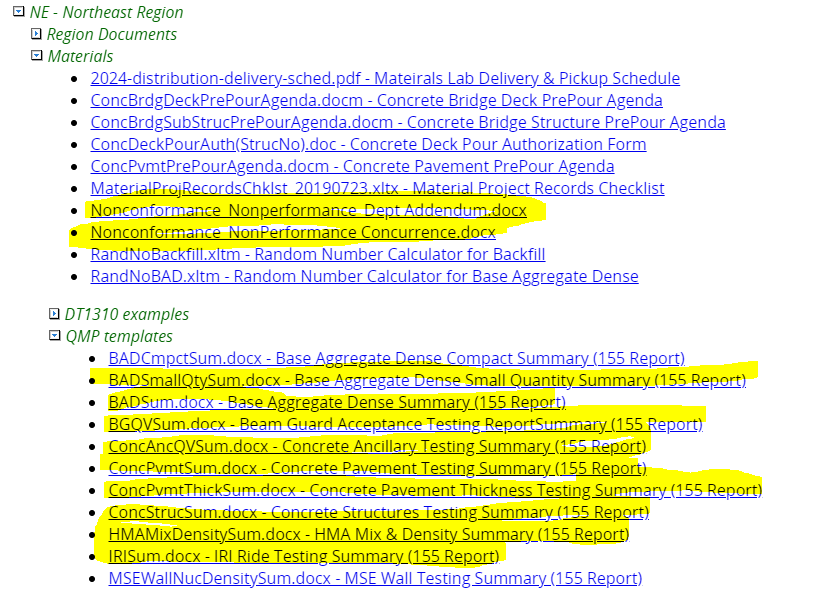 NE - Northeast Region
Region Documents
Materials
2024-distribution-delivery-sched.pdf - Mateirals Lab Delivery & Pickup Schedule
ConcBrdgDeckPrePourAgenda.docm - Concrete Bridge Deck PrePour Agenda
ConcBrdgSubStrucPrePourAgenda.docm - Concrete Bridge Structure PrePour Agenda
ConcDeckPourAuth(StrucNo).doc - Concrete Deck Pour Authorization Form
ConcPvmtPrePourAgenda.docm - Concrete Pavement PrePour Agenda
MaterialProjRecordsChklst_20190723.xltx - Material Project Records Checklist
Nonconformance_Nonperformance_Dept Addendum.docx
Nonconformance_NonPerformance Concurrence.docx
RandNoBackfill.xltm - Random Number Calculator for Backfill
RandNoBAD.xltm - Random Number Calculator for Base Aggregate Dense
DT1310 examples
QMP templates
BADCmpctSum.docx - Base Aggregate Dense Compact Summary (155 Report)
BADSmallQtySum.docx - Base Aggregate Dense Small Quantity Summary (155 Report)
BADSum.docx - Base Aggregate Dense Summary (155 Report)
BGQVSum.docx - Beam Guard Acceptance Testing ReportSummary (155 Report)
ConcAncQVSum.docx - Concrete Ancillary Testing Summary (155 Report)
ConcPvmtSum.docx - Concrete Pavement Testing Summary (155 Report)
ConcPvmtThickSum.docx - Concrete Pavement Thickness Testing Summary (155 Report)
ConcStrucSum.docx - Concrete Structures Testing Summary (155 Report)
HMAMixDensitySum.docx - HMA Mix & Density Summary (155 Report)
IRISum.docx - IRI Ride Testing Summary (155 Report)
MSEWallNucDensitySum.docx - MSE Wall Testing Summary (155 Report)